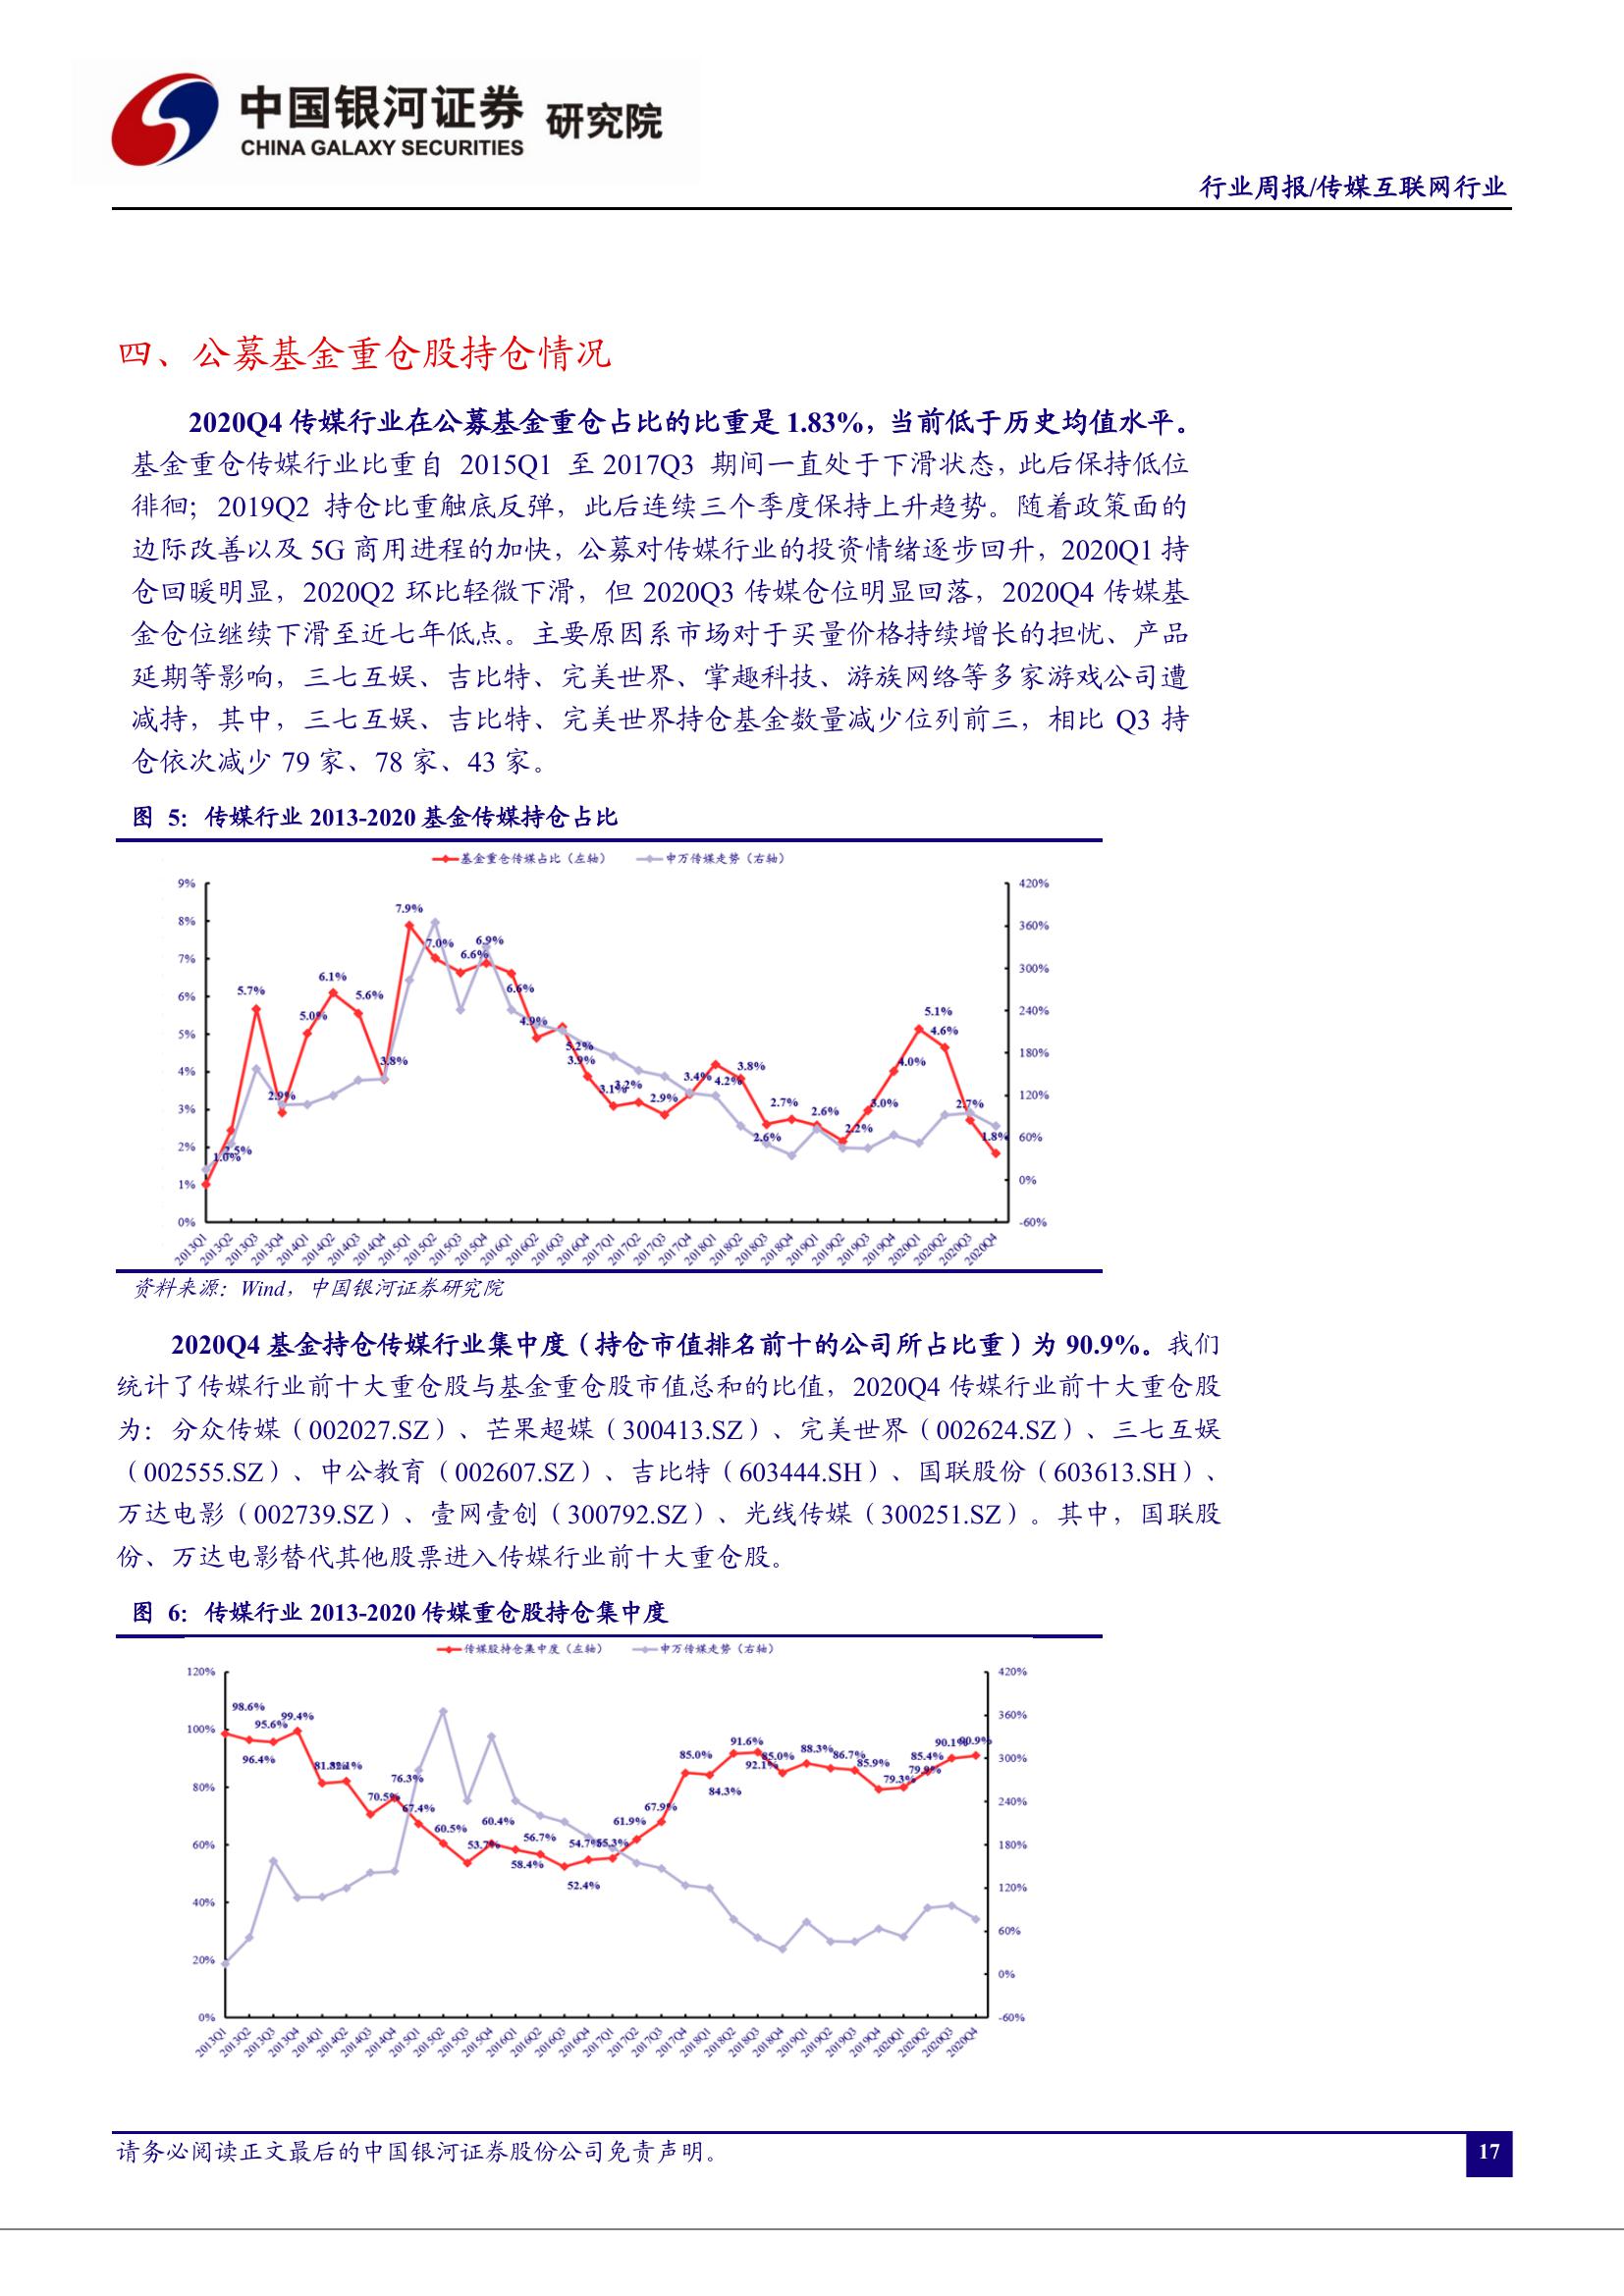 中国银河证券 研究院
CHINA GALAXY SECURITIES
行业周报/传媒互联网行业
四、公募基金重仓股持仓情况
2020Q4 传媒行业在公募基金重仓占比的比重是 1.83%，当前低于历史均值水平。
基金重仓传媒行业比重自 2015Q1 至 2017Q3 期间一直处于下滑状态，此后保持低位
徘徊；2019Q2 持仓比重触底反弹，此后连续三个季度保持上升趋势。随着政策面的
边际改善以及 5G 商用进程的加快，公募对传媒行业的投资情绪逐步回升，2020Q1 持
仓回暖明显，2020Q2 环比轻微下滑，但 2020Q3 传媒仓位明显回落，2020Q4 传媒基
金仓位继续下滑至近七年低点。主要原因系市场对于买量价格持续增长的担忧、产品
延期等影响，三七互娱、吉比特、完美世界、掌趣科技、游族网络等多家游戏公司遭
减持，其中，三七互娱、吉比特、完美世界持仓基金数量减少位列前三，相比 Q3 持
仓依次减少 79 家、78 家、43 家。
图 5：传媒行业 2013-2020 基金传媒持仓占比
基金重仓传媒占比（左轴） 申万传媒走势（右轴）
9% 8% 7% 6% 5% 4% 3% 2% 1% 0%
420% 360% 300% 240% 180% 120% 60% 0% -60%
1.0% 2.5% 5.7% 2.9% 5.0% 6.1% 5.6% 3.8% 7.9% 7.0% 6.6% 6.9% 6.6% 4.9% 5.2% 3.9% 3.1% 3.2% 2.9% 3.4% 4.2% 3.8% 2.6% 2.7% 2.6% 2.2% 3.0% 4.0% 5.1% 4.6% 2.7% 1.8%
2013Q1 2013Q2 2013Q3 2013Q4 2014Q1 2014Q2 2014Q3 2014Q4 2015Q1 2015Q2 2015Q3 2015Q4 2016Q1 2016Q2 2016Q3 2016Q4 2017Q1 2017Q2 2017Q3 2017Q4 2018Q1 2018Q2 2018Q3 2018Q4 2019Q1 2019Q2 2019Q3 2019Q4 2020Q1 2020Q2 2020Q3 2020Q4
资料来源：Wind，中国银河证券研究院
2020Q4 基金持仓传媒行业集中度（持仓市值排名前十的公司所占比重）为 90.9%。我们
统计了传媒行业前十大重仓股与基金重仓股市值总和的比值，2020Q4 传媒行业前十大重仓股
为：分众传媒（002027.SZ）、芒果超媒（300413.SZ）、完美世界（002624.SZ）、三七互娱
（002555.SZ）、中公教育（002607.SZ）、吉比特（603444.SH）、国联股份（603613.SH）、
万达电影（002739.SZ）、壹网壹创（300792.SZ）、光线传媒（300251.SZ）。其中，国联股
份、万达电影替代其他股票进入传媒行业前十大重仓股。
图 6：传媒行业 2013-2020 传媒重仓股持仓集中度
传媒股持仓集中度（左轴） 申万传媒走势（右轴）
120% 100% 80% 60% 40% 20% 0%
420% 360% 300% 240% 180% 120% 60% 0% -60%
98.6% 96.4% 95.6% 99.4% 70.5% 76.3% 67.4% 60.5% 53.7% 60.4% 58.4% 56.7% 52.4% 54.7% 55.3% 61.9% 67.9% 85.0% 84.3% 91.6% 92.1% 85.0% 88.3% 86.7% 85.9% 79.3% 79.9% 85.4% 90.1% 90.9%
2013Q1 2013Q2 2013Q3 2013Q4 2014Q1 2014Q2 2014Q3 2014Q4 2015Q1 2015Q2 2015Q3 2015Q4 2016Q1 2016Q2 2016Q3 2016Q4 2017Q1 2017Q2 2017Q3 2017Q4 2018Q1 2018Q2 2018Q3 2018Q4 2019Q1 2019Q2 2019Q3 2019Q4 2020Q1 2020Q2 2020Q3 2020Q4
请务必阅读正文最后的中国银河证券股份公司免责声明。
17